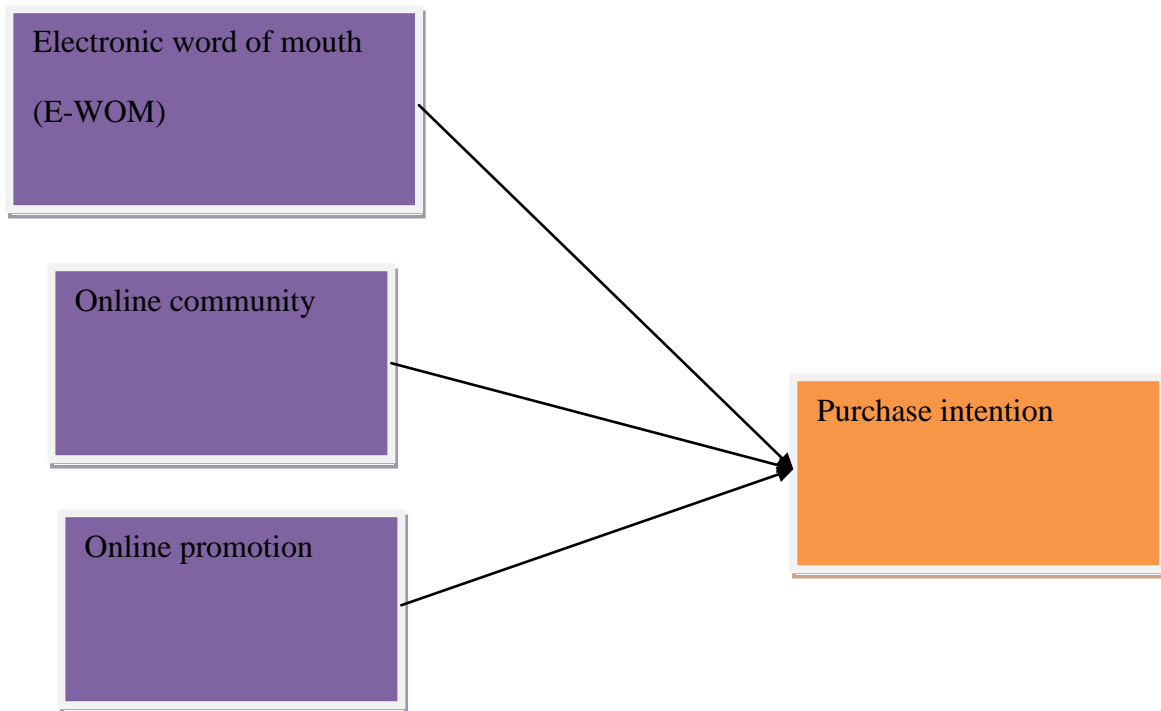 Electronic word of mouth
(E-WOM)
Online community
Purchase intention
Online promotion